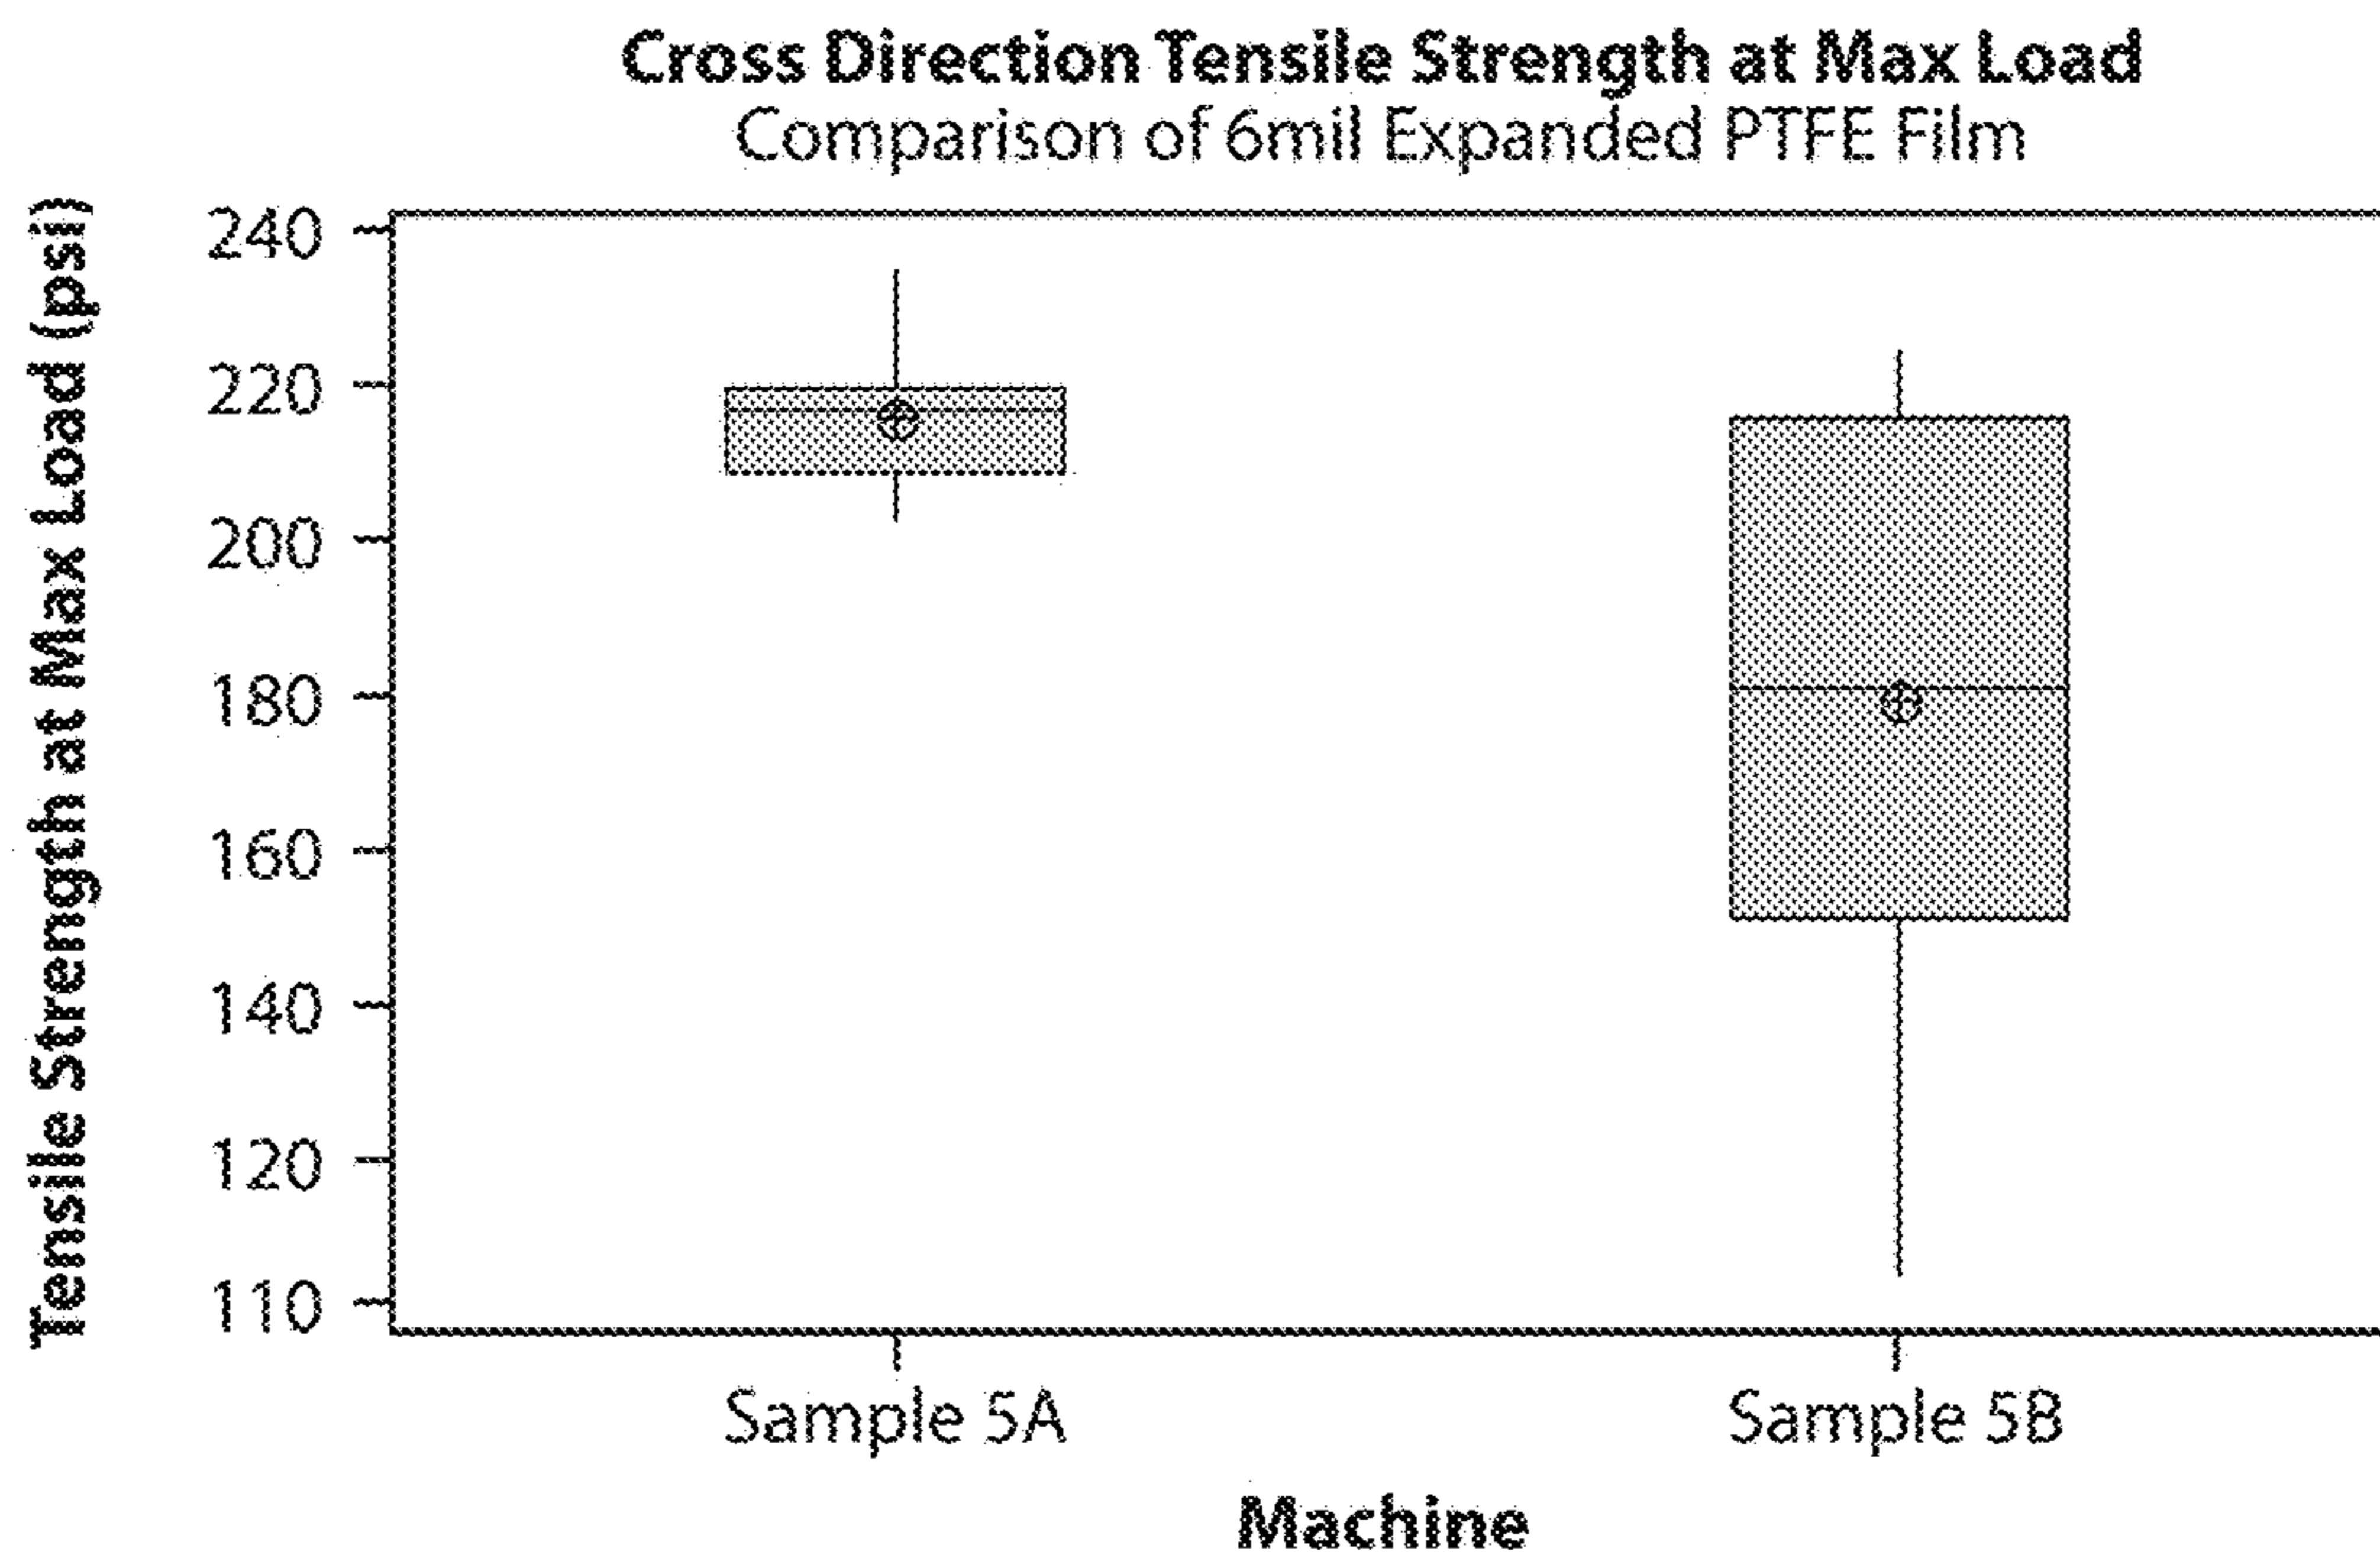 Cross Direction Tensile Strength at Max Load
Comparison of 6mil Expanded PTFE Film
Tensile Strength at Max Load (psi)
240
220
200
180
160
140
120
110
Sample 5A
Sample 5B
Machine